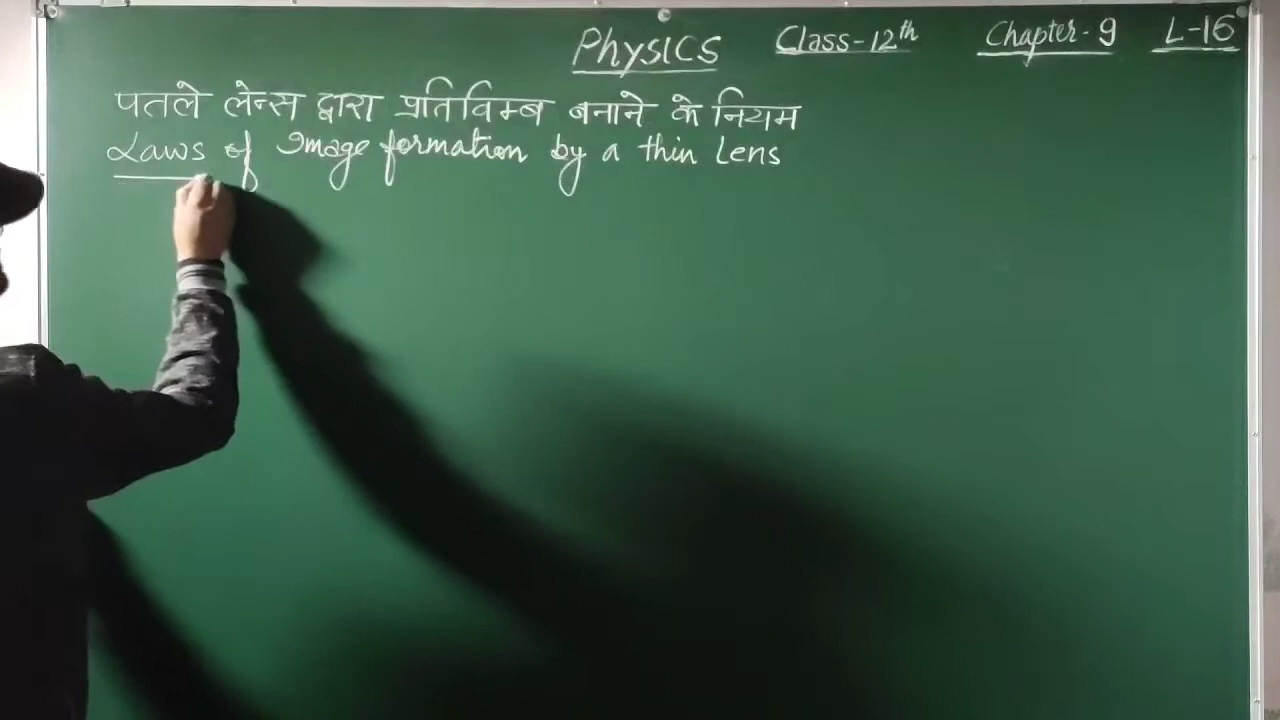 Physics Class-12th Chapter-9 L-16
पतले लेन्स द्वारा प्रतिविम्ब बनाने के नियम
Laws of Image formation by a thin Lens